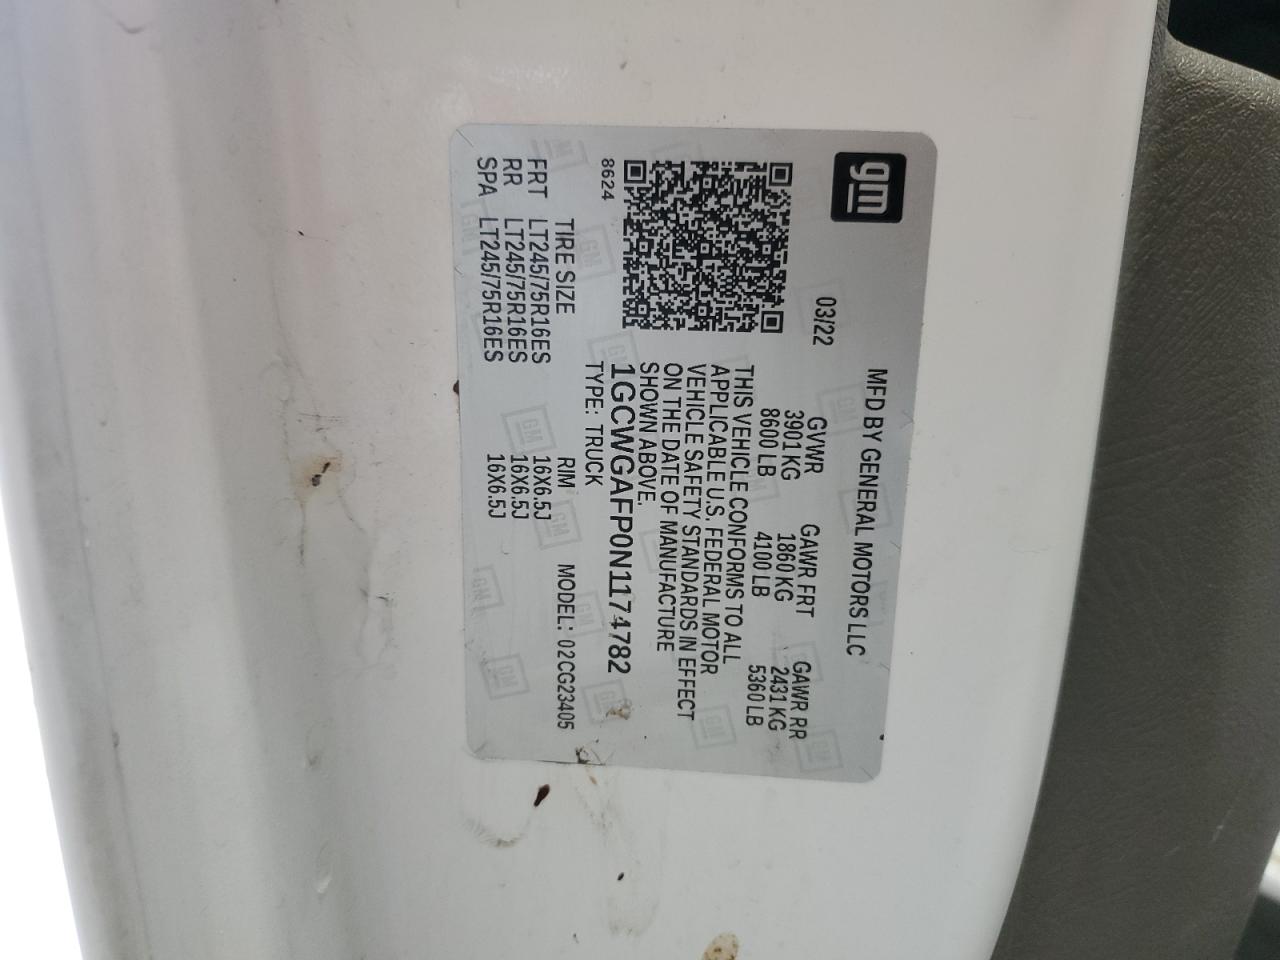 gm
MFD BY GENERAL MOTORS LLC
03/22
GVWR GAWR FRT GAWR RR
3901 KG 1860 KG 2431 KG
8600 LB 4100 LB 5360 LB
THIS VEHICLE CONFORMS TO ALL
APPLICABLE U.S. FEDERAL MOTOR
VEHICLE SAFETY STANDARDS IN EFFECT
ON THE DATE OF MANUFACTURE
SHOWN ABOVE.
8624
1GCWGAFP0N1174782
TYPE: TRUCK
TIRE SIZE RIM MODEL: 02CG23405
FRT LT245/75R16ES 16X6.5J
RR LT245/75R16ES 16X6.5J
SPA LT245/75R16ES 16X6.5J